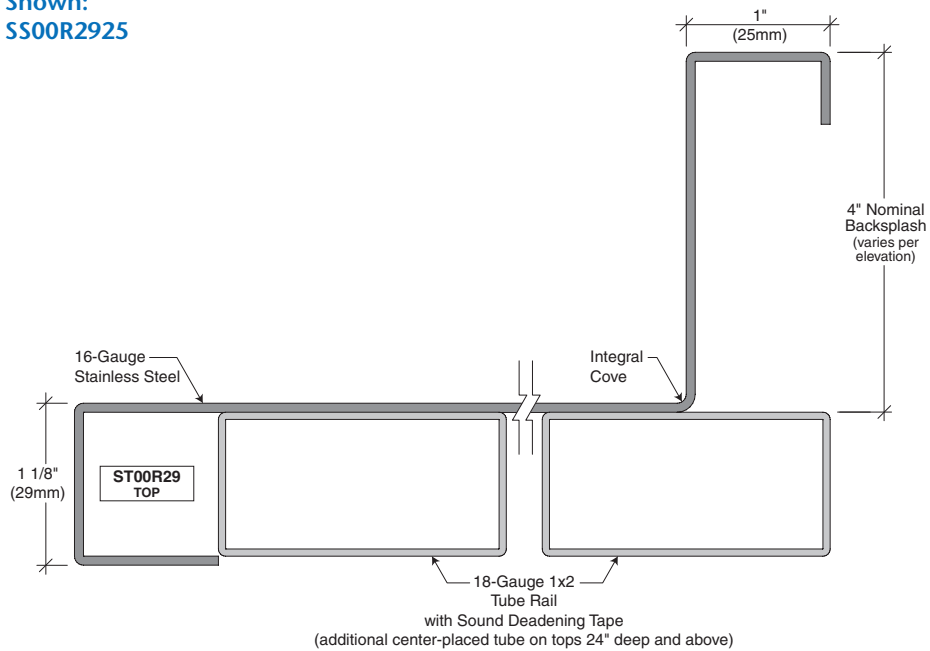 Shown:
SS00R2925
1"
(25mm)
4" Nominal
Backsplash
(varies per
elevation)
16-Gauge
Stainless Steel
Integral
Cove
1 1/8"
(29mm)
ST00R29
TOP
18-Gauge 1x2
Tube Rail
with Sound Deadening Tape
(additional center-placed tube on tops 24" deep and above)